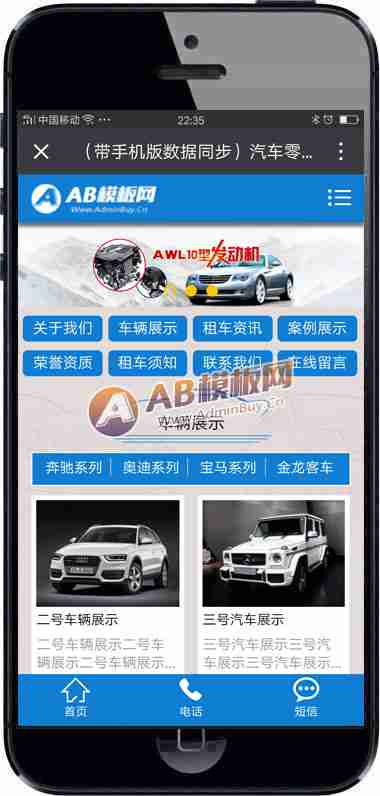 中国移动
22:35
（带手机版数据同步）汽车零...
AB模板网
Www.AdminBuy.Cn
AWL10型发动机
关于我们 车辆展示 租车资讯 案例展示
荣誉资质 租车须知 联系我们 在线留言
AB模板网
www.AdminBuy.Cn
车辆展示
奔驰系列 奥迪系列 宝马系列 金龙客车
二号车辆展示 三号汽车展示
二号车辆展示二号车 三号汽车展示三号汽
辆展示二号车辆展示... 车展示三号汽车展示...
首页 电话 短信